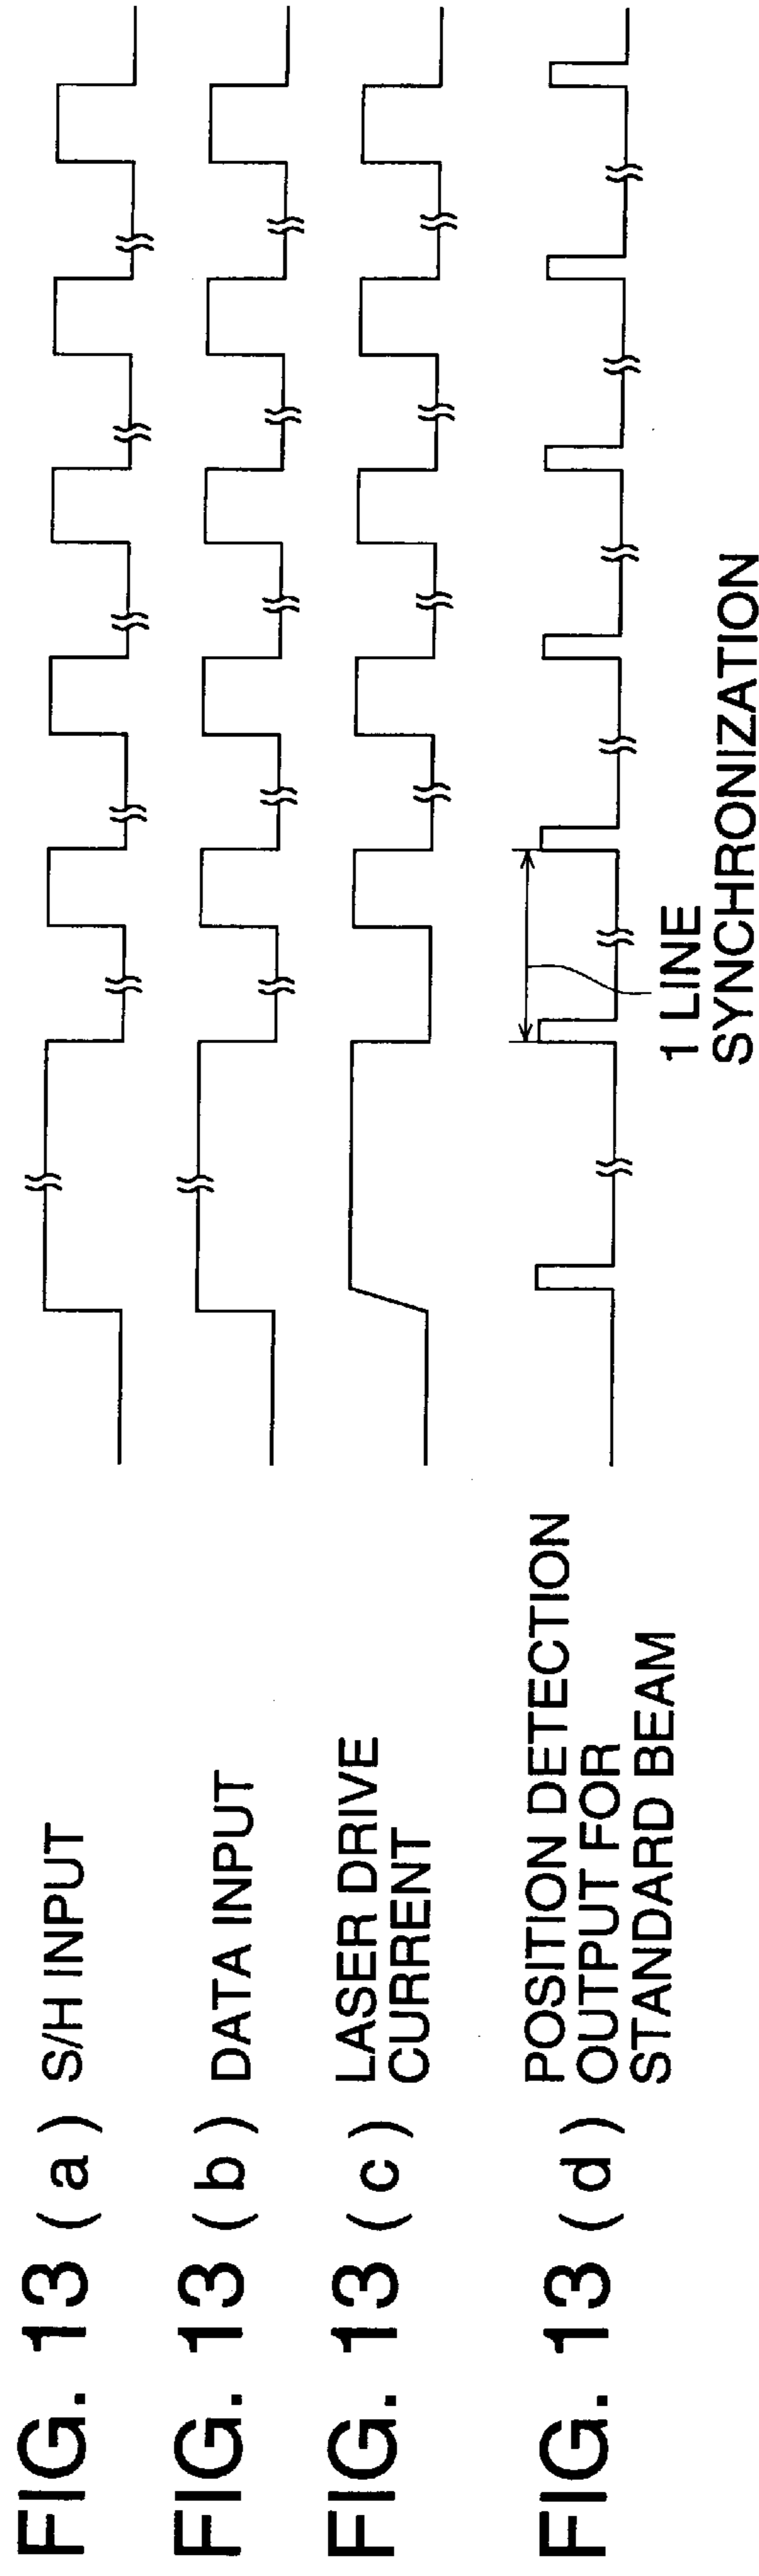 FIG. 13 ( a ) S/H INPUT
FIG. 13 ( b ) DATA INPUT
FIG. 13 ( c ) LASER DRIVE
CURRENT
FIG. 13 ( d ) POSITION DETECTION
OUTPUT FOR
STANDARD BEAM
1 LINE
SYNCHRONIZATION